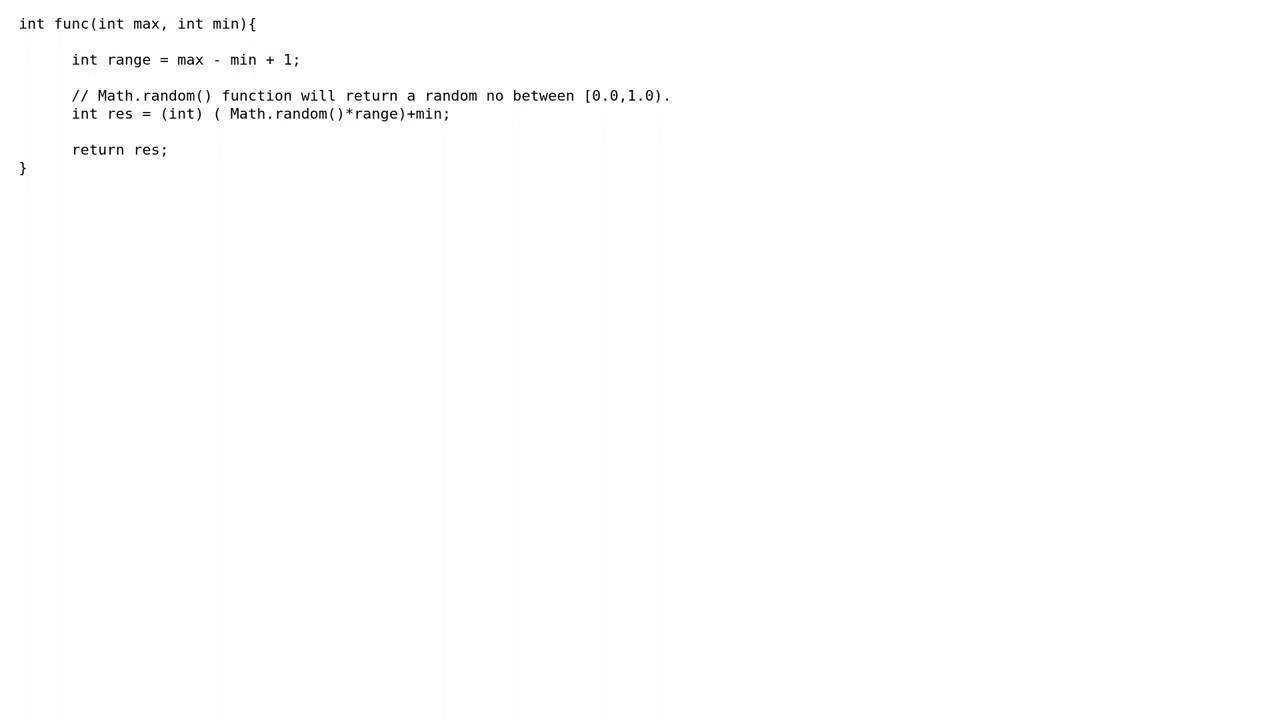 int func(int max, int min){
int range = max - min + 1;
// Math.random() function will return a random no between [0.0,1.0).
int res = (int) ( Math.random()*range)+min;
return res;
}